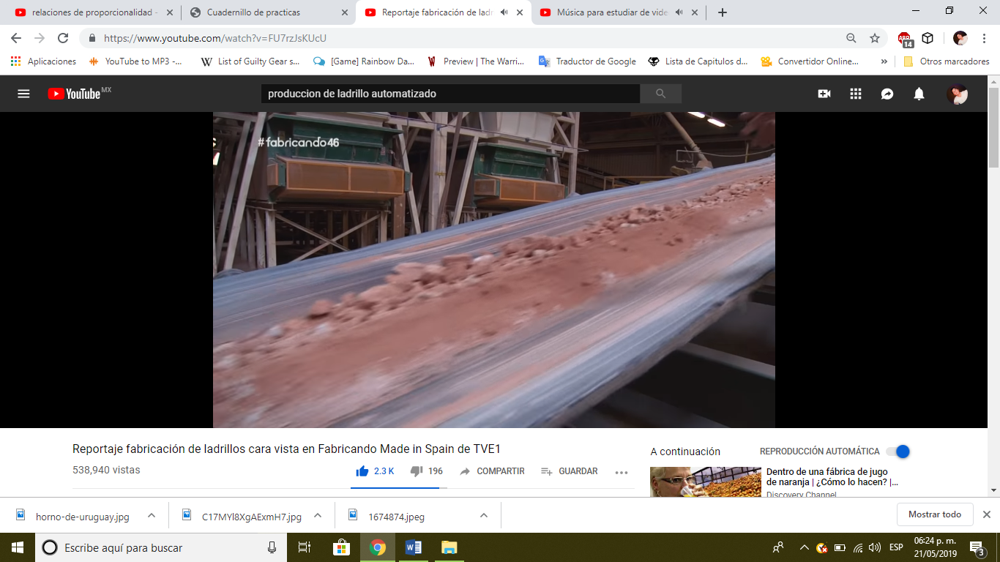 relaciones de proporcionalidad -
Cuadernillo de practicas
Reportaje fabricación de ladr
Música para estudiar de vide
https://www.youtube.com/watch?v=FU7rzJsKUcU
14
Aplicaciones
YouTube to MP3 -...
List of Guilty Gear s...
[Game] Rainbow Da...
Preview | The Warri...
Traductor de Google
Lista de Capitulos d...
Convertidor Online...
»
Otros marcadores
YouTube MX
produccion de ladrillo automatizado
#fabricando46
Reportaje fabricación de ladrillos cara vista en Fabricando Made in Spain de TVE1
538,940 vistas
2.3 K
196
COMPARTIR
GUARDAR
A continuación
REPRODUCCIÓN AUTOMÁTICA
Dentro de una fábrica de jugo
de naranja | ¿Cómo lo hacen? |...
Discovery Channel
horno-de-uruguay.jpg
C17MYl8XgAExmH7.jpg
1674874.jpeg
Mostrar todo
Escribe aquí para buscar
ESP
06:24 p. m.
21/05/2019
3